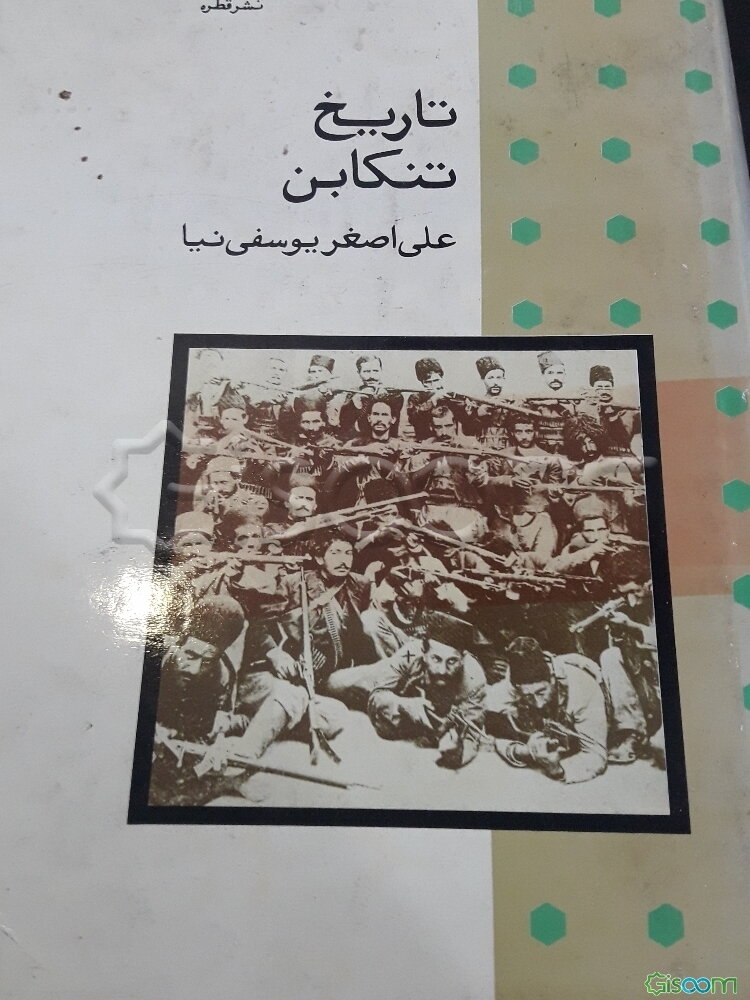 نشر قطره
تاریخ
تنکابن
علی اصغر یوسفی نیا
Gisoom